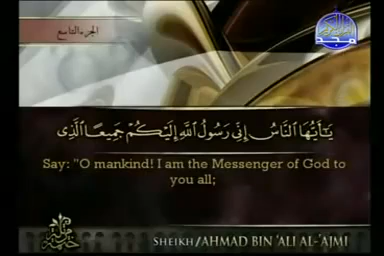 الجزء التاسع
مجد
يَـٰٓأَيُّهَا ٱلنَّاسُ إِنِّى رَسُولُ ٱللَّهِ إِلَيْكُمْ جَمِيعًا ٱلَّذِى
Say: "O mankind! I am the Messenger of God to
you all;
SHEIKH/AHMAD BIN 'ALI AL-'AJMI